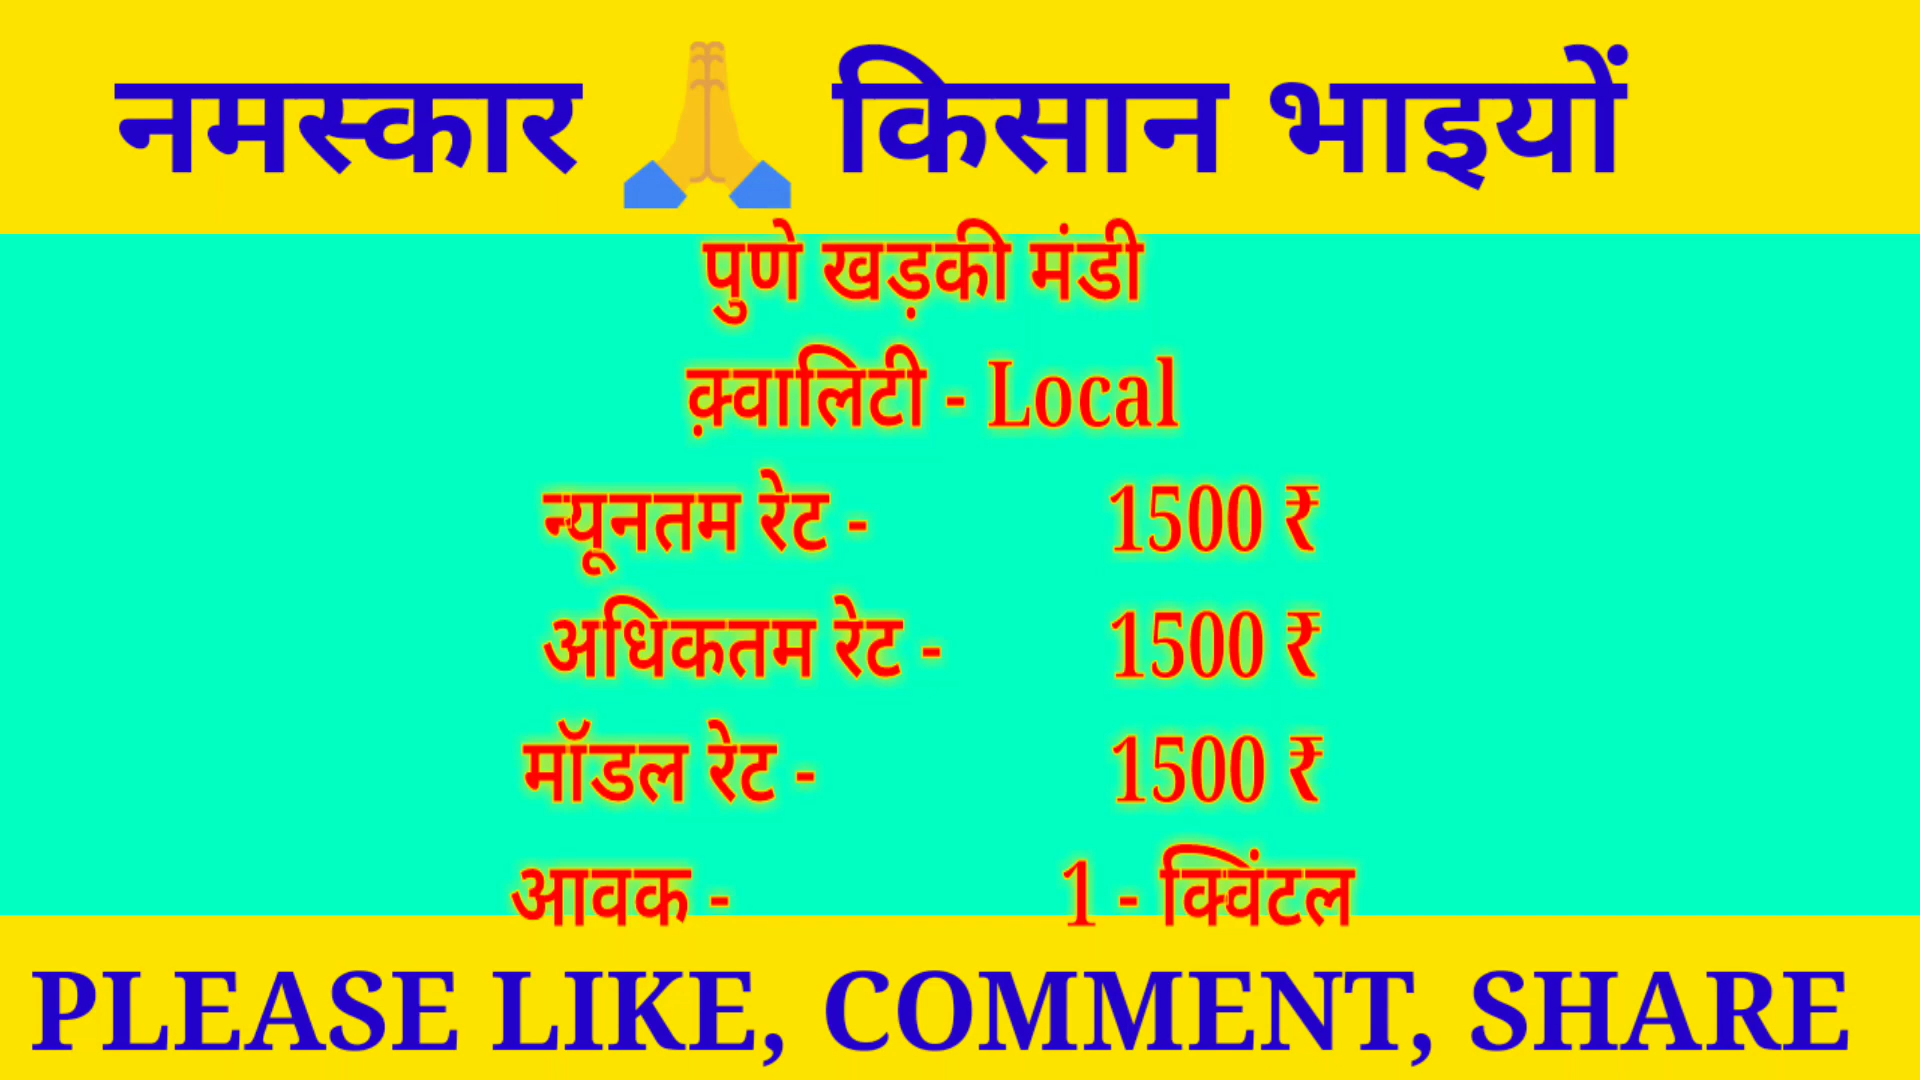 नमस्कार 🙏 किसान भाइयों
पुणे खड़की मंडी
क़्वालिटी - Local
न्यूनतम रेट - 1500 ₹
अधिकतम रेट - 1500 ₹
मॉडल रेट - 1500 ₹
आवक - 1 - क्विंटल
PLEASE LIKE, COMMENT, SHARE